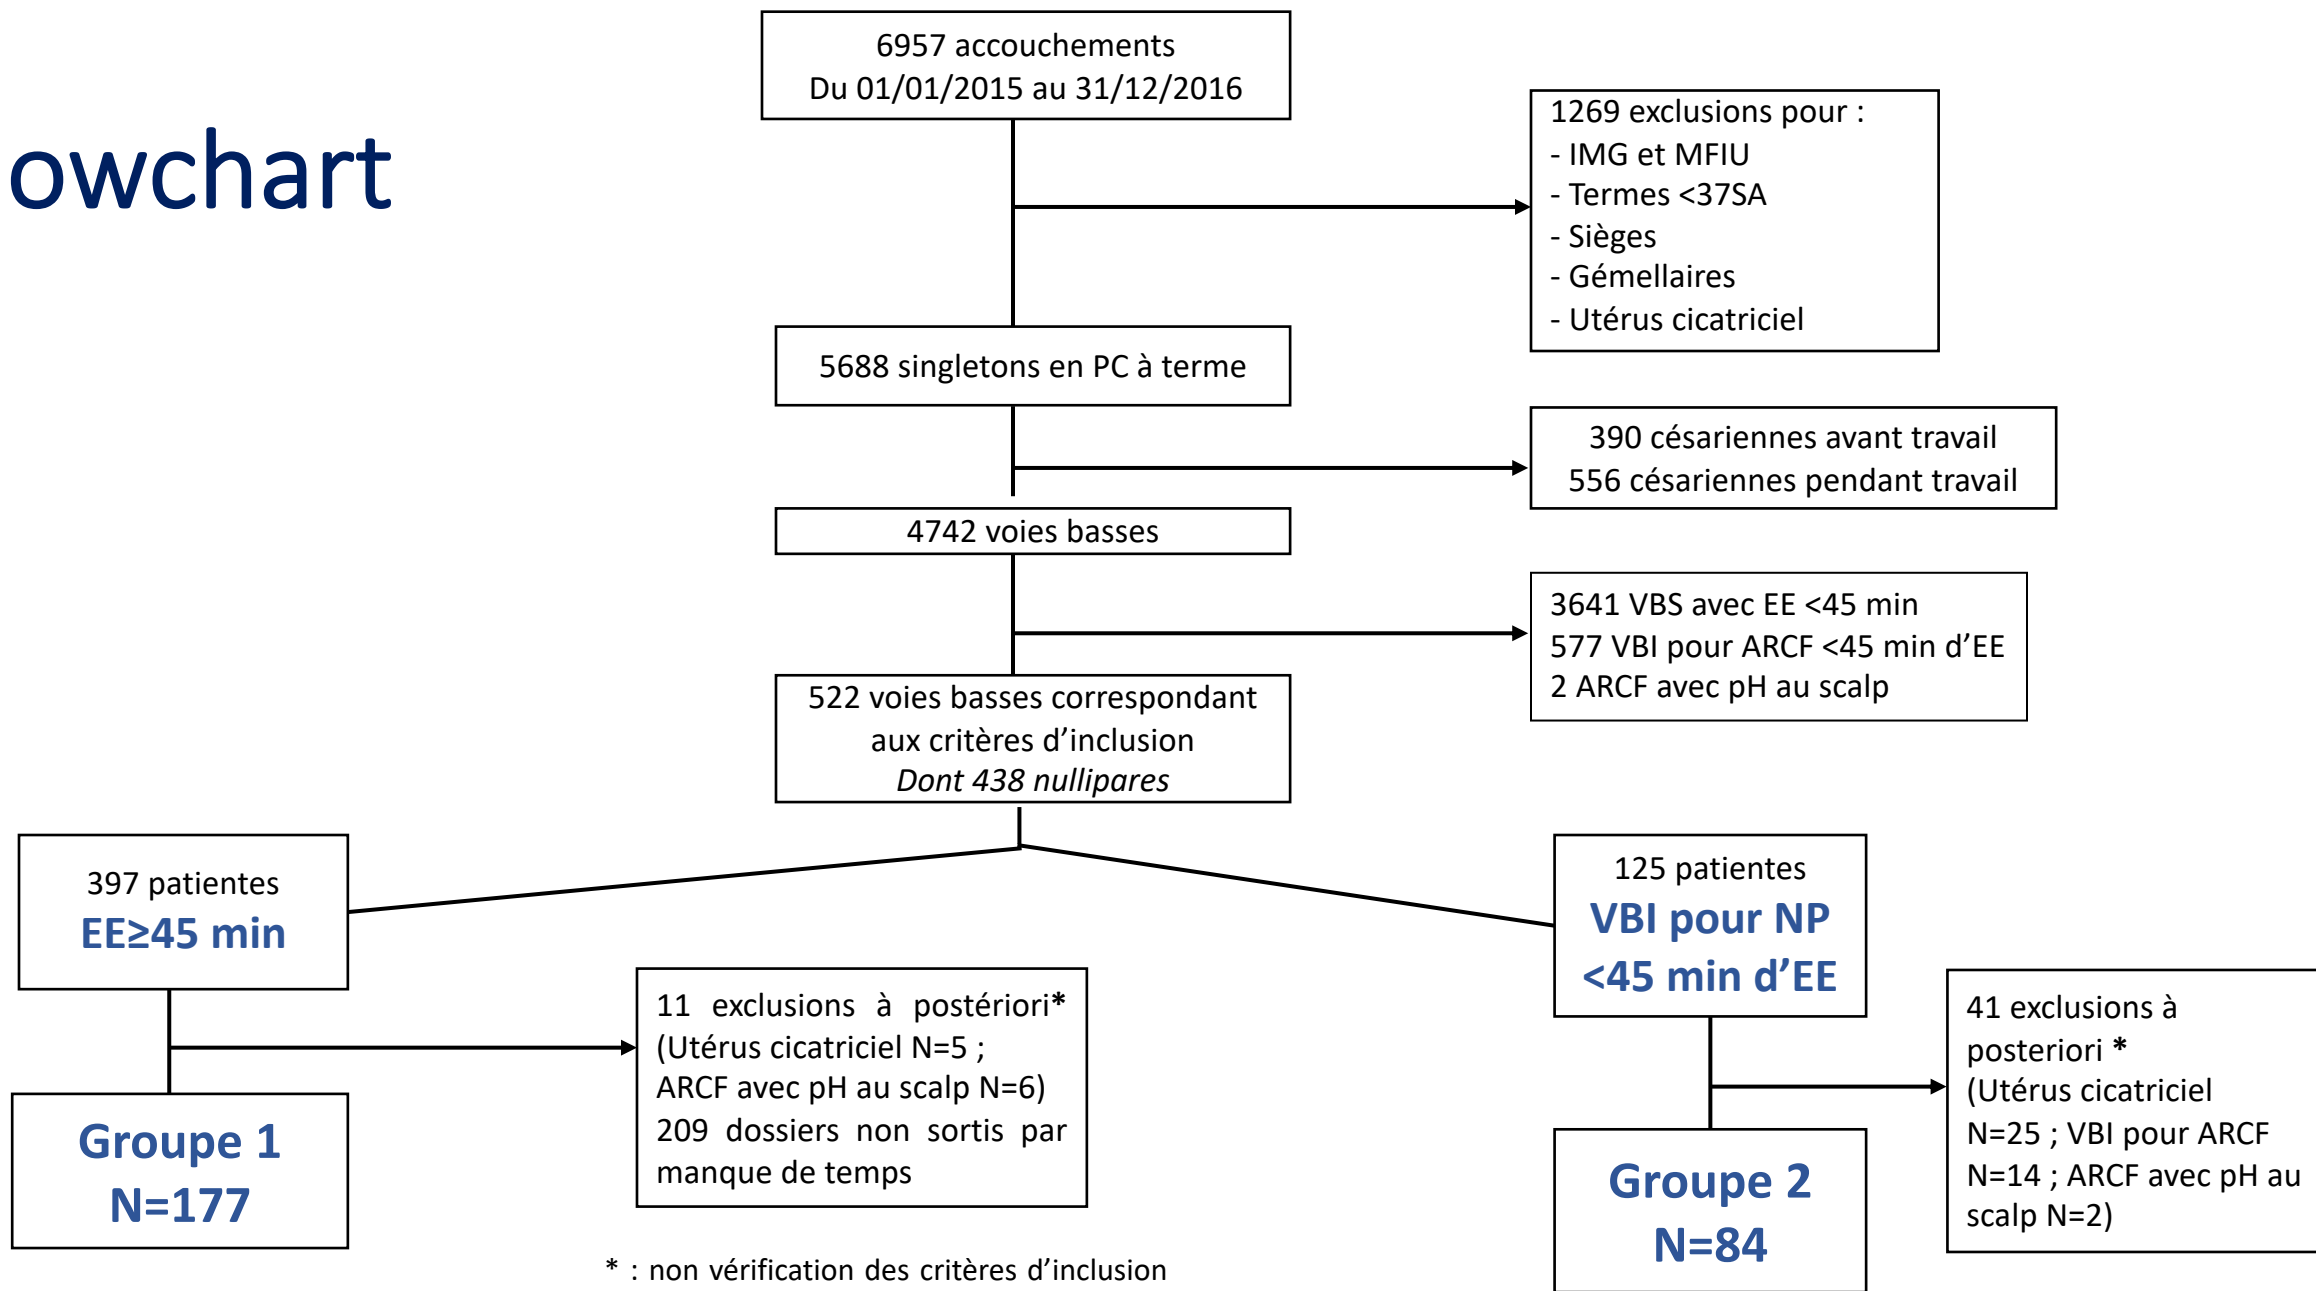 owchart
6957 accouchements
Du 01/01/2015 au 31/12/2016
1269 exclusions pour :
- IMG et MFIU
- Termes <37SA
- Sièges
- Gémellaires
- Utérus cicatriciel
5688 singletons en PC à terme
390 césariennes avant travail
556 césariennes pendant travail
4742 voies basses
3641 VBS avec EE <45 min
577 VBI pour ARCF <45 min d’EE
2 ARCF avec pH au scalp
522 voies basses correspondant
aux critères d’inclusion
Dont 438 nullipares
397 patientes
EE≥45 min
125 patientes
VBI pour NP
<45 min d’EE
11 exclusions à postériori*
(Utérus cicatriciel N=5 ;
ARCF avec pH au scalp N=6)
209 dossiers non sortis par
manque de temps
41 exclusions à
posteriori *
(Utérus cicatriciel
N=25 ; VBI pour ARCF
N=14 ; ARCF avec pH au
scalp N=2)
Groupe 1
N=177
Groupe 2
N=84
* : non vérification des critères d’inclusion